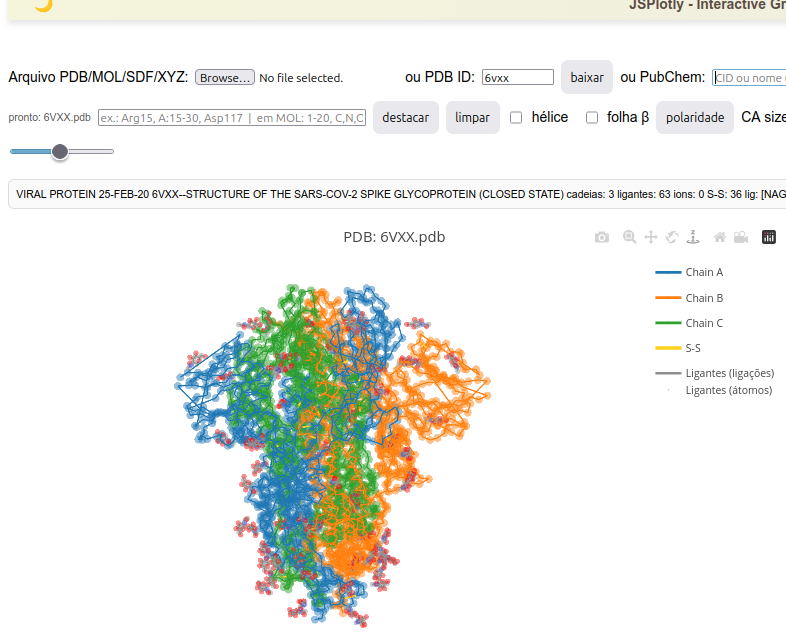 JSPlotly - Interactive Gr
Arquivo PDB/MOL/SDF/XYZ: Browse... No file selected. ou PDB ID: 6vxx baixar ou PubChem: CID ou nome (
pronto: 6VXX.pdb ex.: Arg15, A:15-30, Asp117 | em MOL: 1-20, C,N,C destacar limpar hélice folha β polaridade CA size
VIRAL PROTEIN 25-FEB-20 6VXX--STRUCTURE OF THE SARS-COV-2 SPIKE GLYCOPROTEIN (CLOSED STATE) cadeias: 3 ligantes: 63 ions: 0 S-S: 36 lig: [NAG
PDB: 6VXX.pdb
Chain A
Chain B
Chain C
S-S
Ligantes (ligações)
Ligantes (átomos)